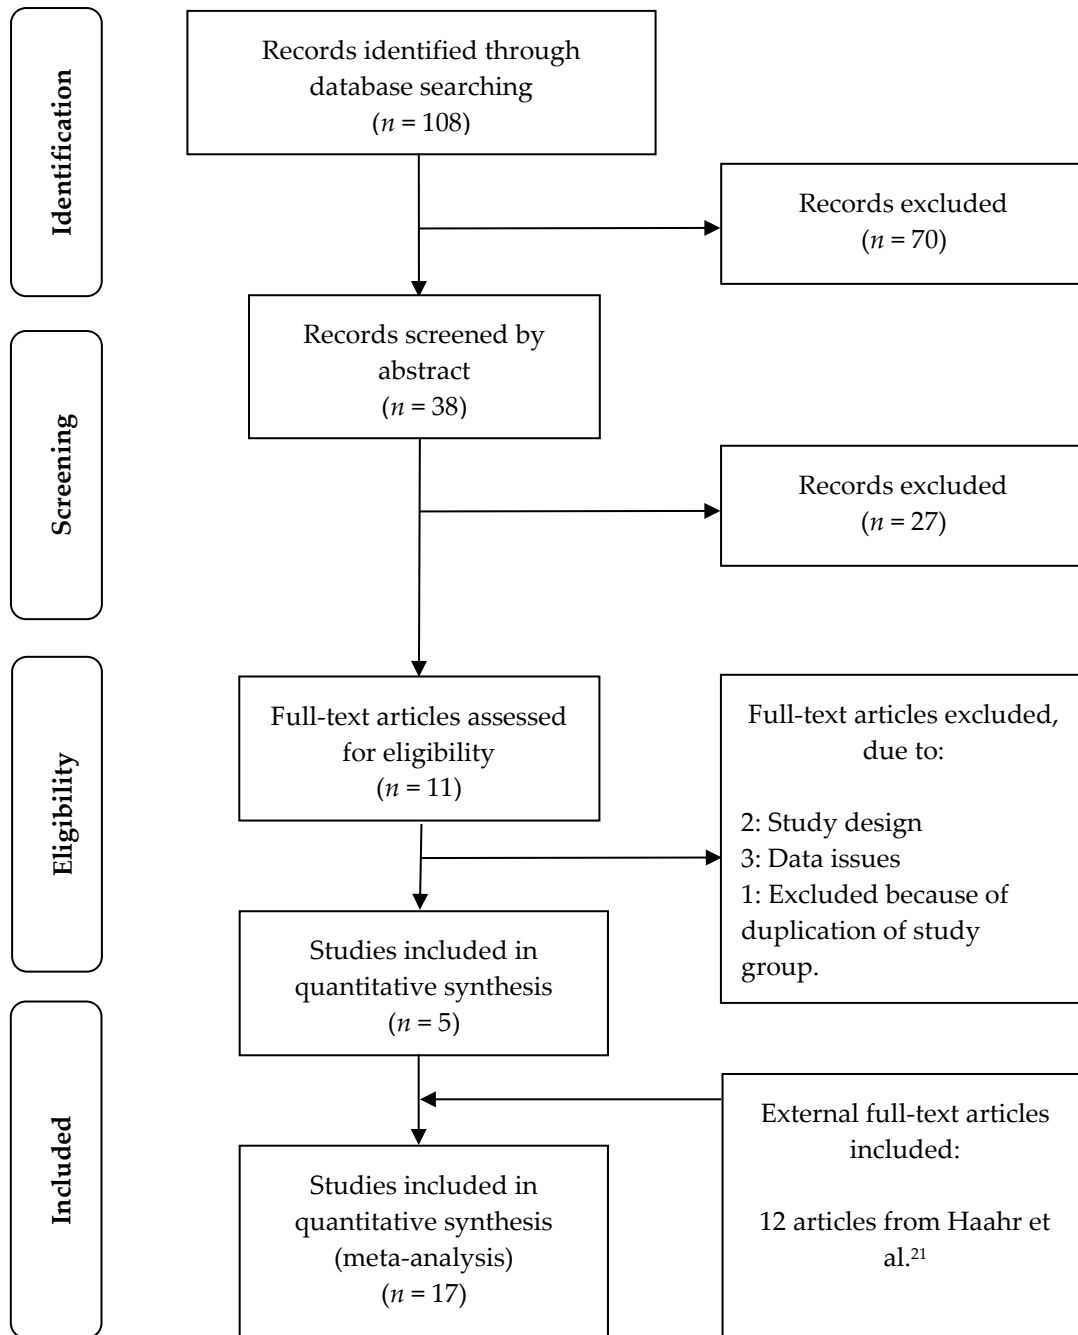 Identification
Records identified through
database searching
(n = 108)
Records excluded
(n = 70)
Records screened by
abstract
(n = 38)
Screening
Records excluded
(n = 27)
Eligibility
Full-text articles assessed
for eligibility
(n = 11)
Full-text articles excluded,
due to:
2: Study design
3: Data issues
1: Excluded because of
duplication of study
group.
Studies included in
quantitative synthesis
(n = 5)
Included
External full-text articles
included:
12 articles from Haahr et
al.²¹
Studies included in
quantitative synthesis
(meta-analysis)
(n = 17)